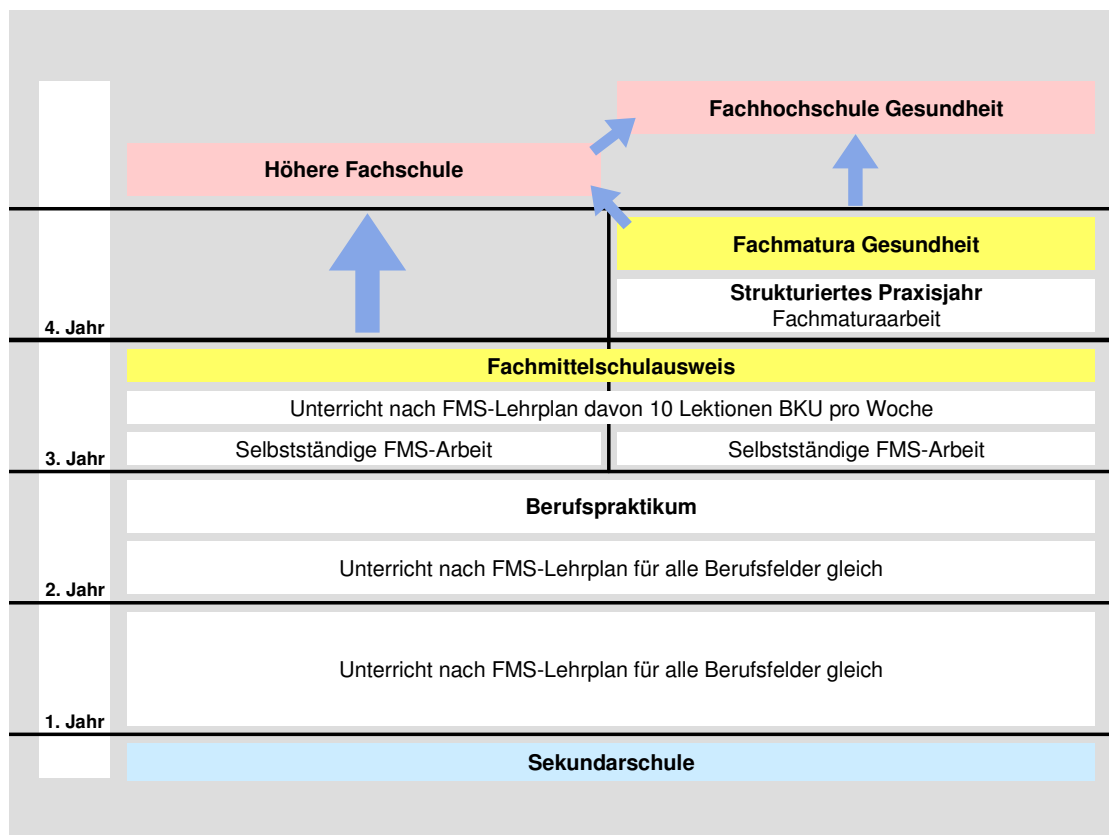 Fachhochschule Gesundheit
Höhere Fachschule
Fachmatura Gesundheit
Strukturiertes Praxisjahr
Fachmaturaarbeit
4. Jahr
Fachmittelschulausweis
Unterricht nach FMS-Lehrplan davon 10 Lektionen BKU pro Woche
Selbstständige FMS-Arbeit
Selbstständige FMS-Arbeit
3. Jahr
Berufspraktikum
Unterricht nach FMS-Lehrplan für alle Berufsfelder gleich
2. Jahr
Unterricht nach FMS-Lehrplan für alle Berufsfelder gleich
1. Jahr
Sekundarschule